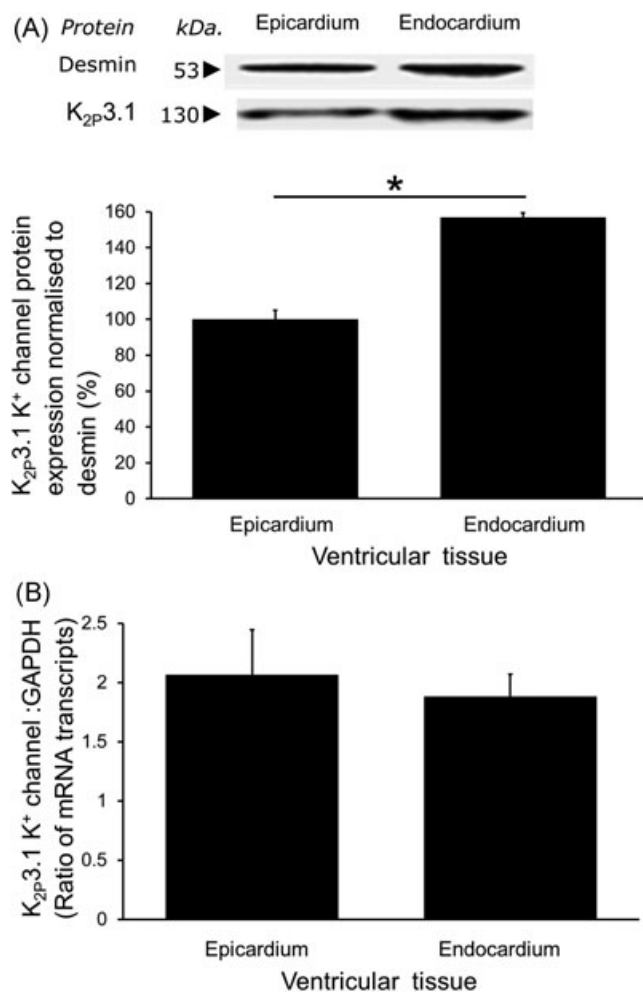 (A) Protein kDa. Epicardium Endocardium
Desmin 53►
K2P3.1 130►
*
K2P3.1 K+ channel protein
expression normalised to
desmin (%)
160
140
120
100
80
60
40
20
0
Epicardium Endocardium
Ventricular tissue
(B)
K2P3.1 K+ channel :GAPDH
(Ratio of mRNA transcripts)
2.5
2
1.5
1
0.5
0
Epicardium Endocardium
Ventricular tissue